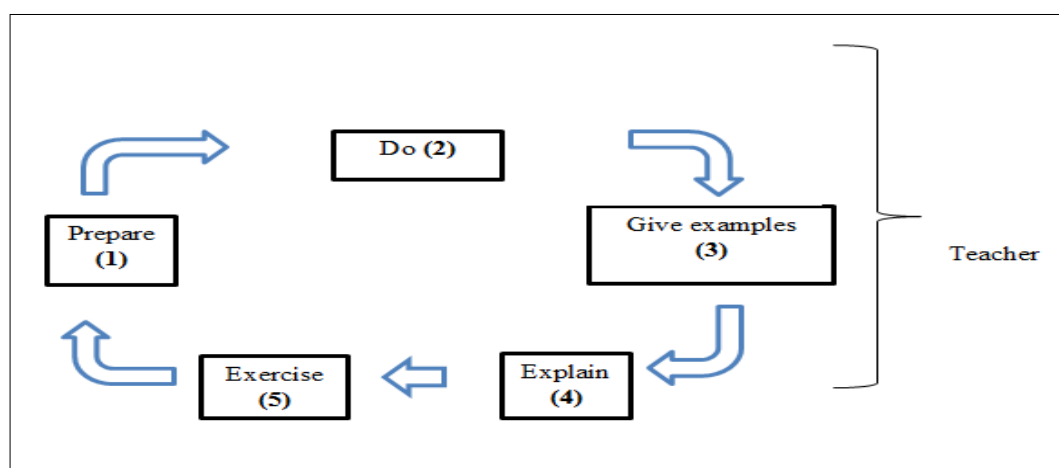 Do (2)
Prepare
(1)
Give examples
(3)
Teacher
Exercise
(5)
Explain
(4)